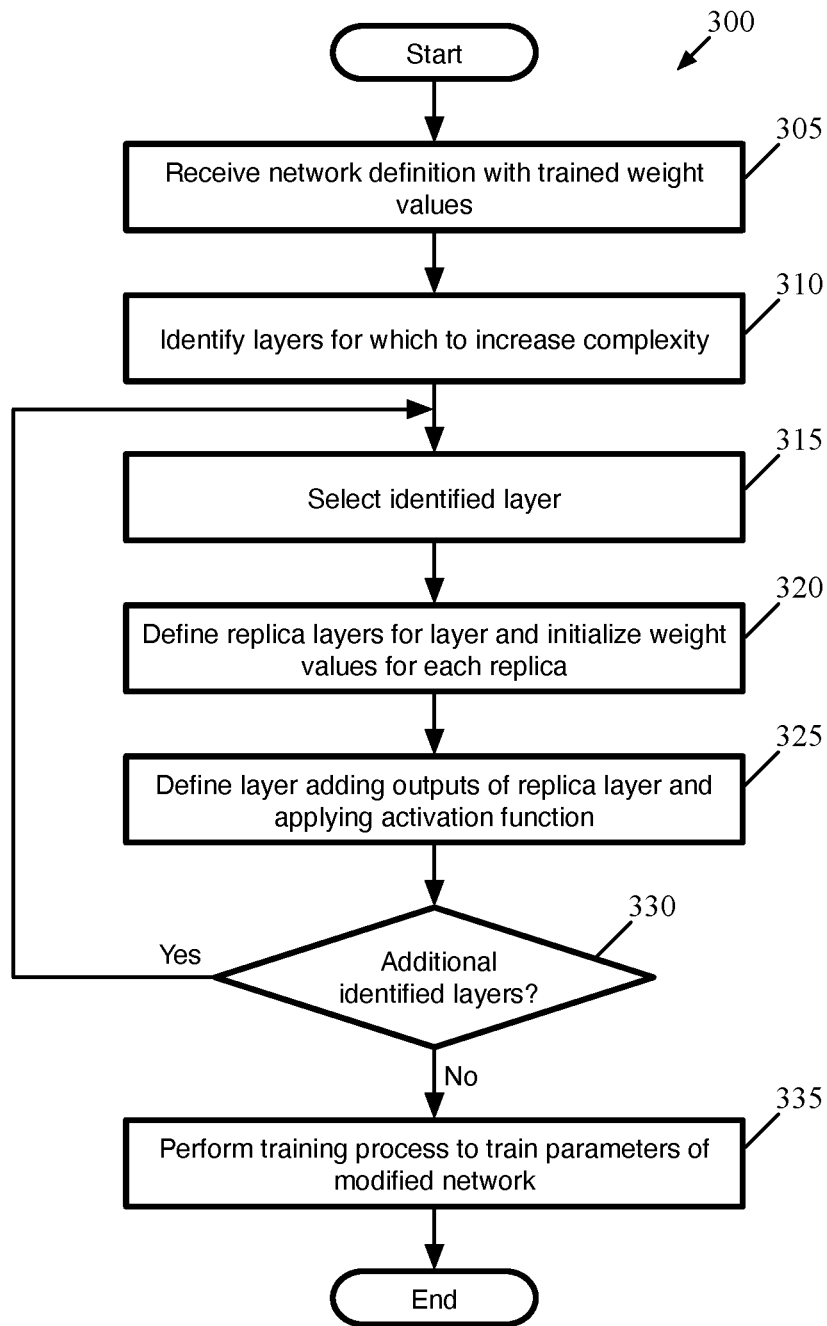 300
Start
305
Receive network definition with trained weight
values
310
Identify layers for which to increase complexity
315
Select identified layer
320
Define replica layers for layer and initialize weight
values for each replica
325
Define layer adding outputs of replica layer and
applying activation function
330
Yes
Additional
identified layers?
No
335
Perform training process to train parameters of
modified network
End